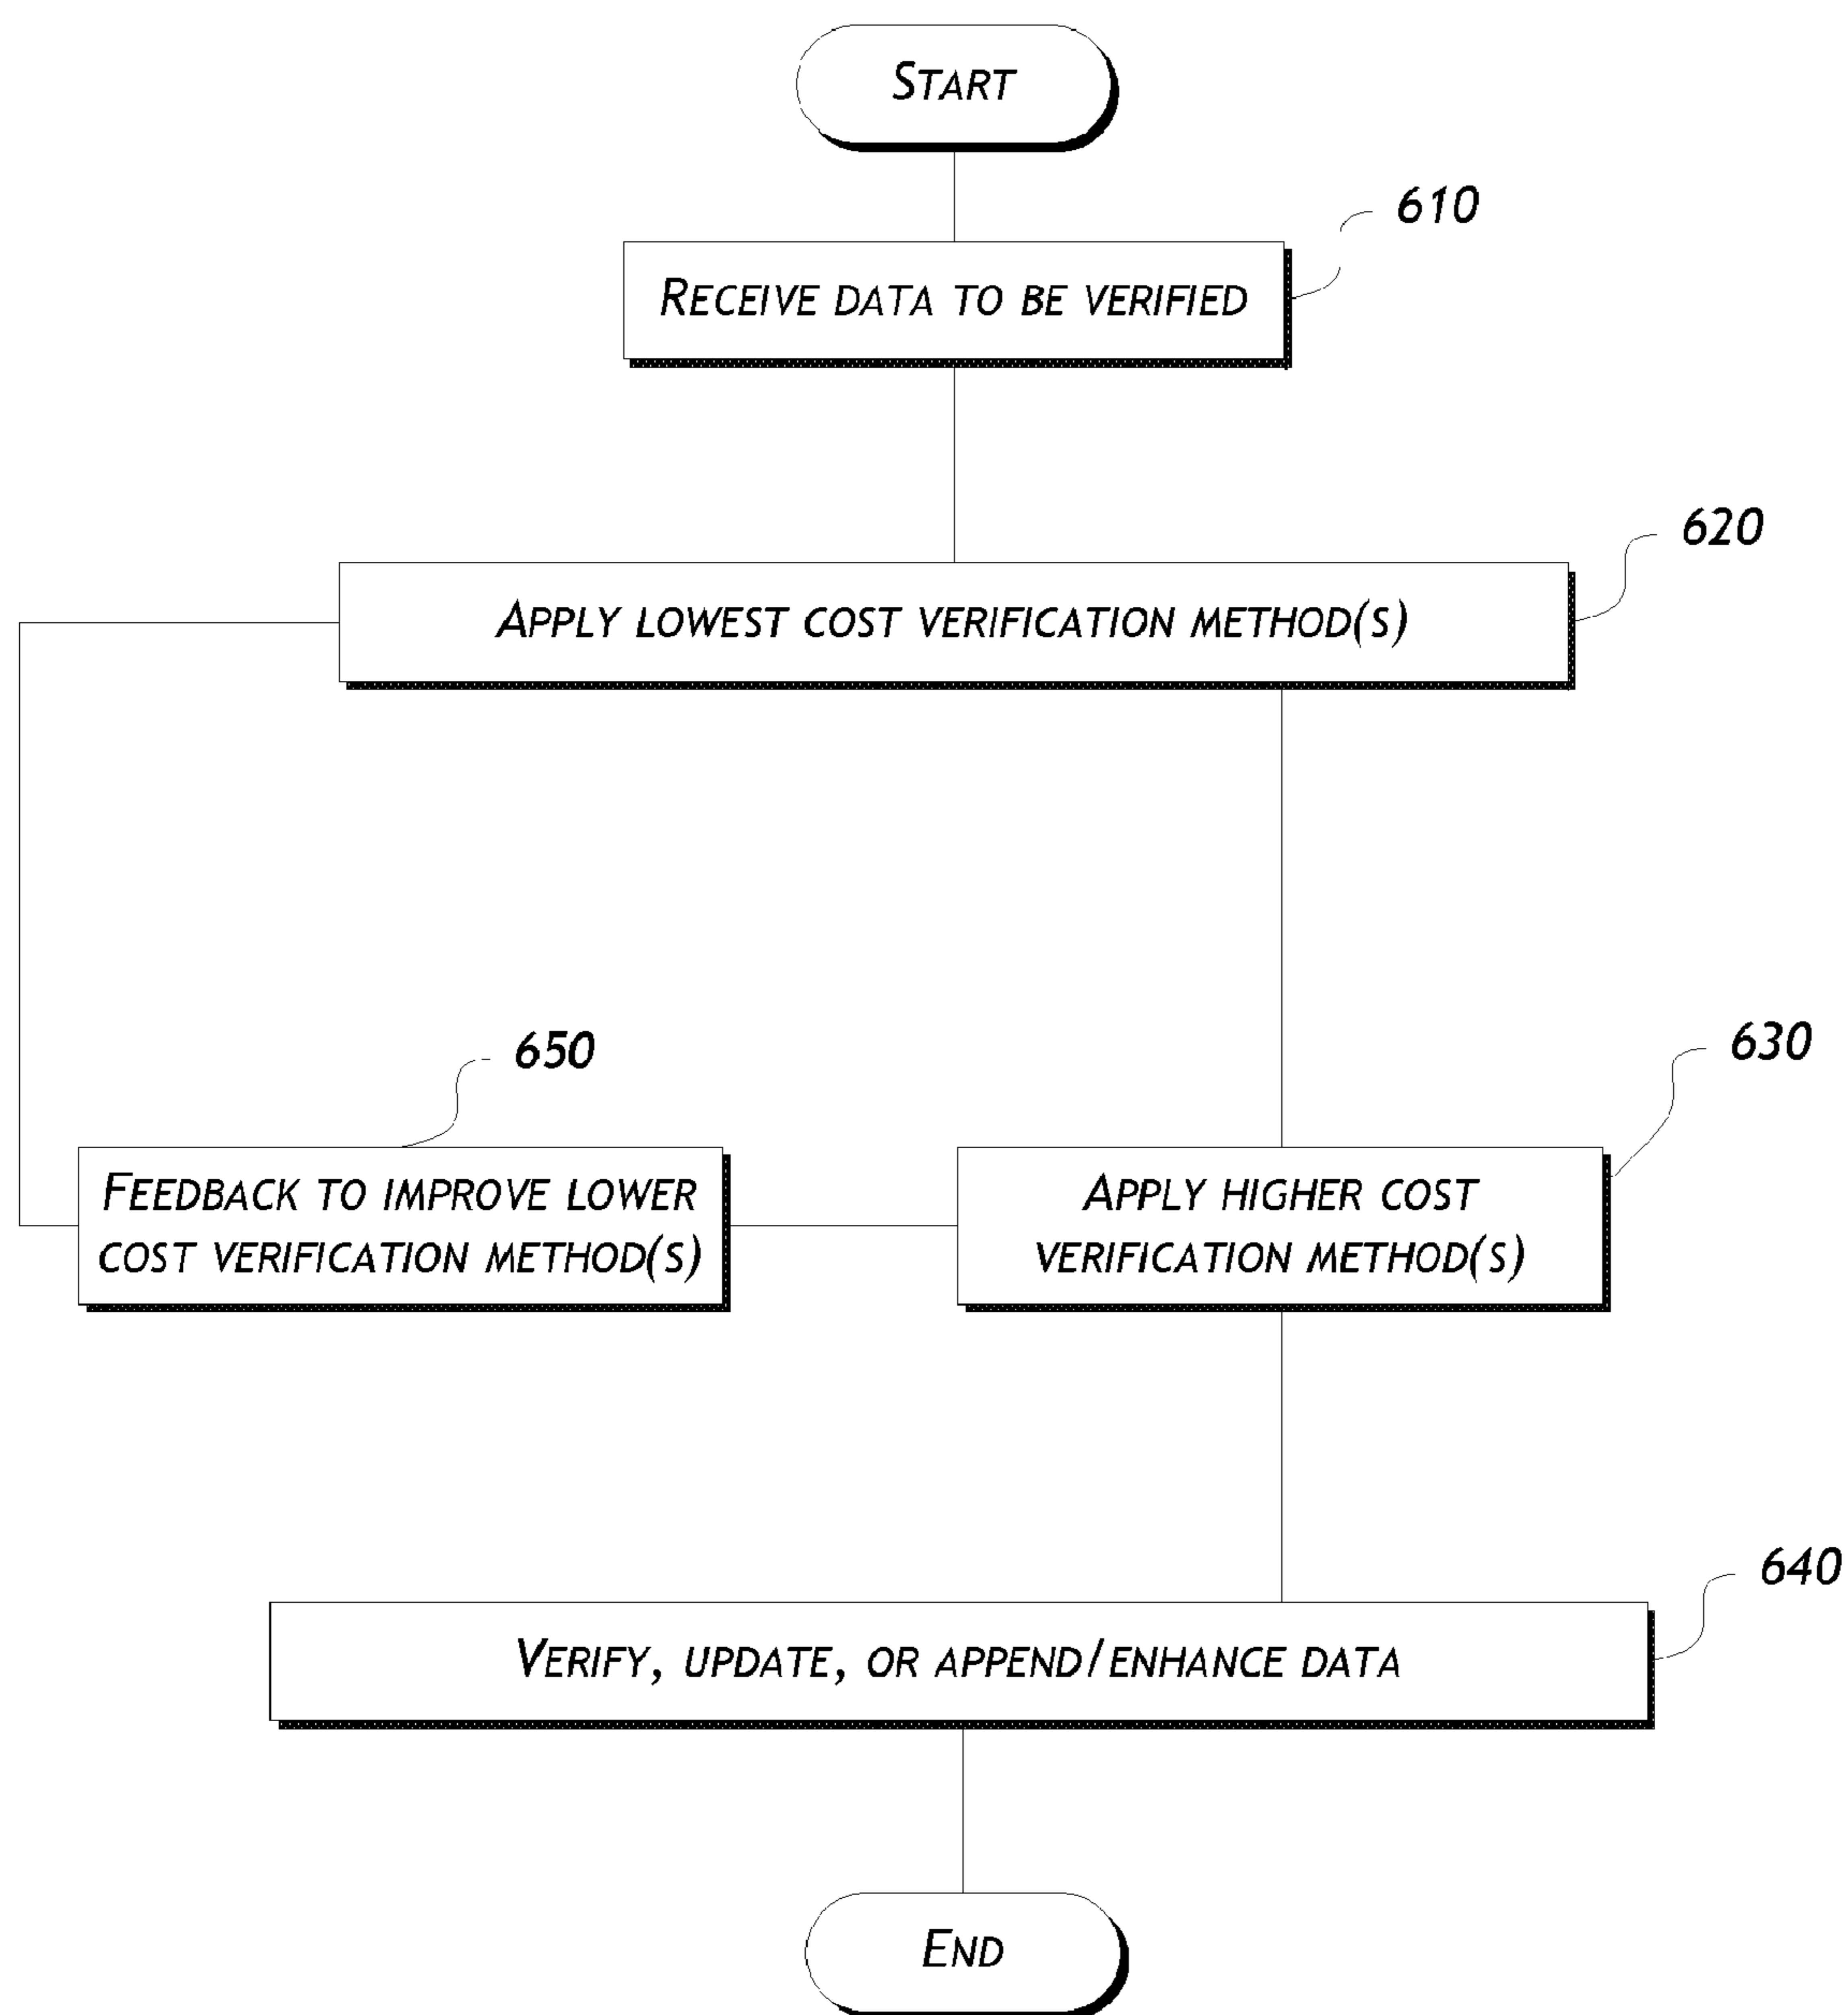 START
610
RECEIVE DATA TO BE VERIFIED
620
APPLY LOWEST COST VERIFICATION METHOD(S)
650
630
FEEDBACK TO IMPROVE LOWER
COST VERIFICATION METHOD(S)
APPLY HIGHER COST
VERIFICATION METHOD(S)
640
VERIFY, UPDATE, OR APPEND/ENHANCE DATA
END